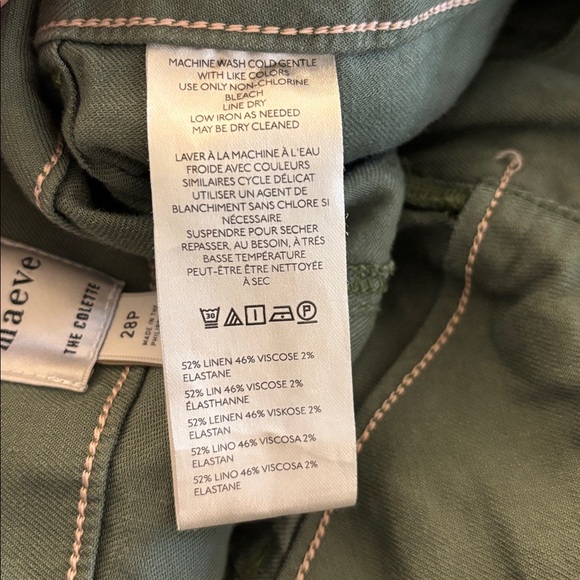 MACHINE WASH COLD GENTLE
WITH LIKE COLORS
USE ONLY NON-CHLORINE
BLEACH
LINE DRY
LOW IRON AS NEEDED
MAY BE DRY CLEANED
LAVER À LA MACHINE À L'EAU
FROIDE AVEC COULEURS
SIMILAIRES CYCLE DÉLICAT
UTILISER UN AGENT DE
BLANCHIMENT SANS CHLORE SI
NÉCESSAIRE
SUSPENDRE POUR SECHER
REPASSER, AU BESOIN, À TRÉS
BASSE TEMPÉRATURE
PEUT-ÊTRE ÊTRE NETTOYÉE
À SEC
30
P
52% LINEN 46% VISCOSE 2%
ELASTANE
52% LIN 46% VISCOSE 2%
ÉLASTHANNE
52% LEINEN 46% VISKOSE 2%
ELASTAN
52% LINO 46% VISCOSA 2%
ELASTAN
52% LINO 46% VISCOSA 2%
ELASTANE
maeve
THE COLETTE
28P
MADE IN